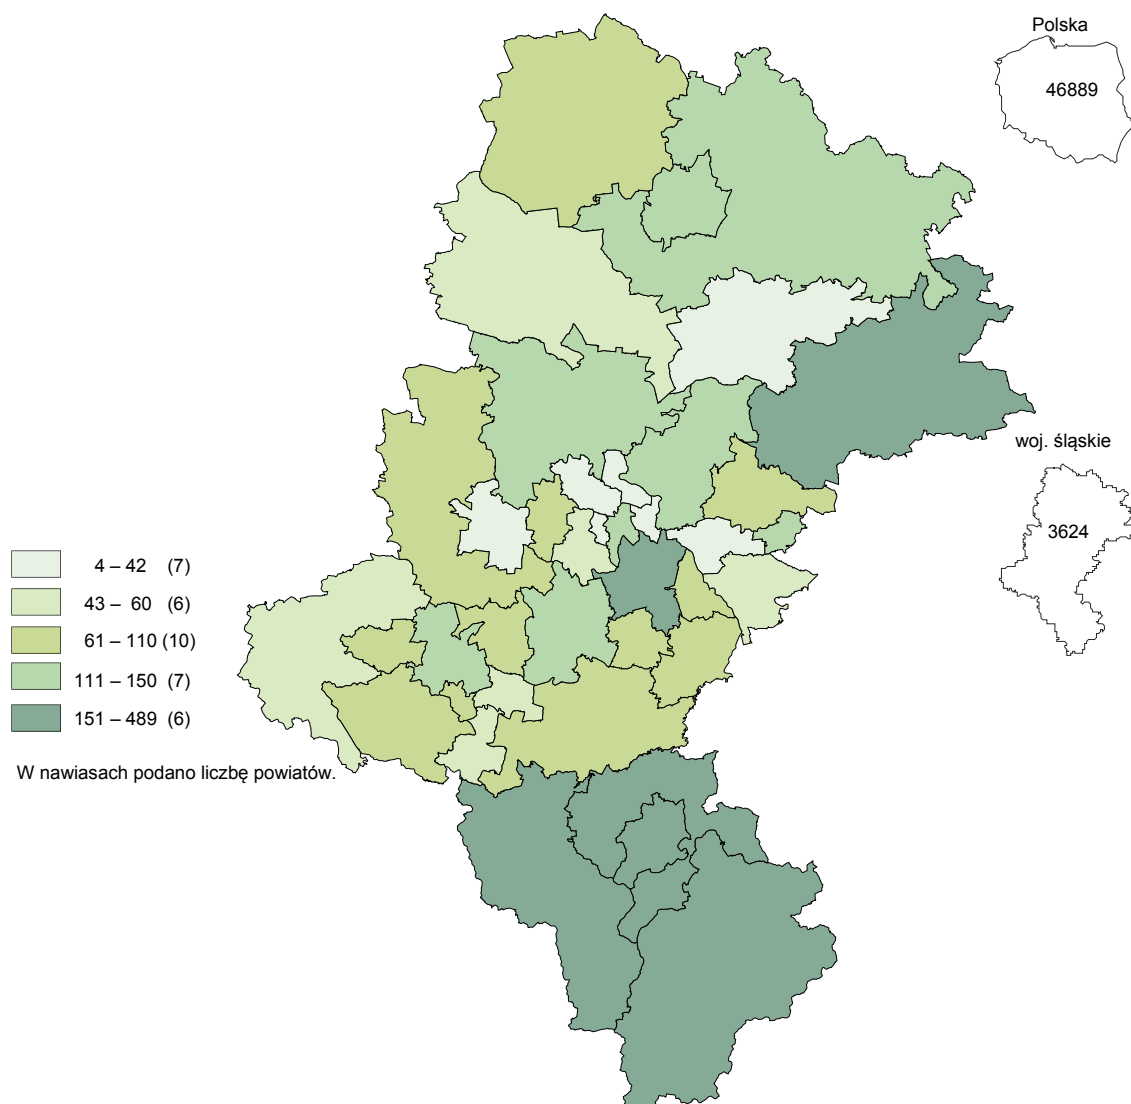 Polska
46889
woj. śląskie
3624
4 – 42 (7)
43 – 60 (6)
61 – 110 (10)
111 – 150 (7)
151 – 489 (6)
W nawiasach podano liczbę powiatów.